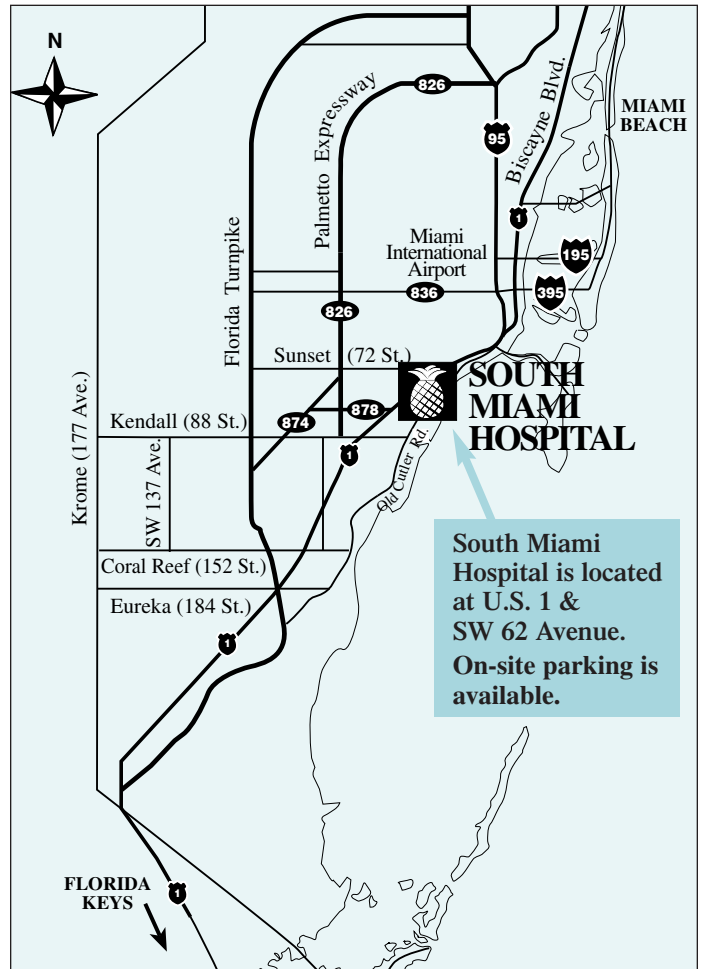 N
826
Palmetto Expressway
95
Biscayne Blvd.
MIAMI
BEACH
1
Florida Turnpike
Miami
International
Airport
195
836
395
826
Sunset (72 St.)
SOUTH
MIAMI
HOSPITAL
878
874
Kendall (88 St.)
1
Old Cutler Rd.
Krome (177 Ave.)
SW 137 Ave.
South Miami
Hospital is located
at U.S. 1 &
SW 62 Avenue.
On-site parking is
available.
Coral Reef (152 St.)
Eureka (184 St.)
1
FLORIDA
KEYS
1